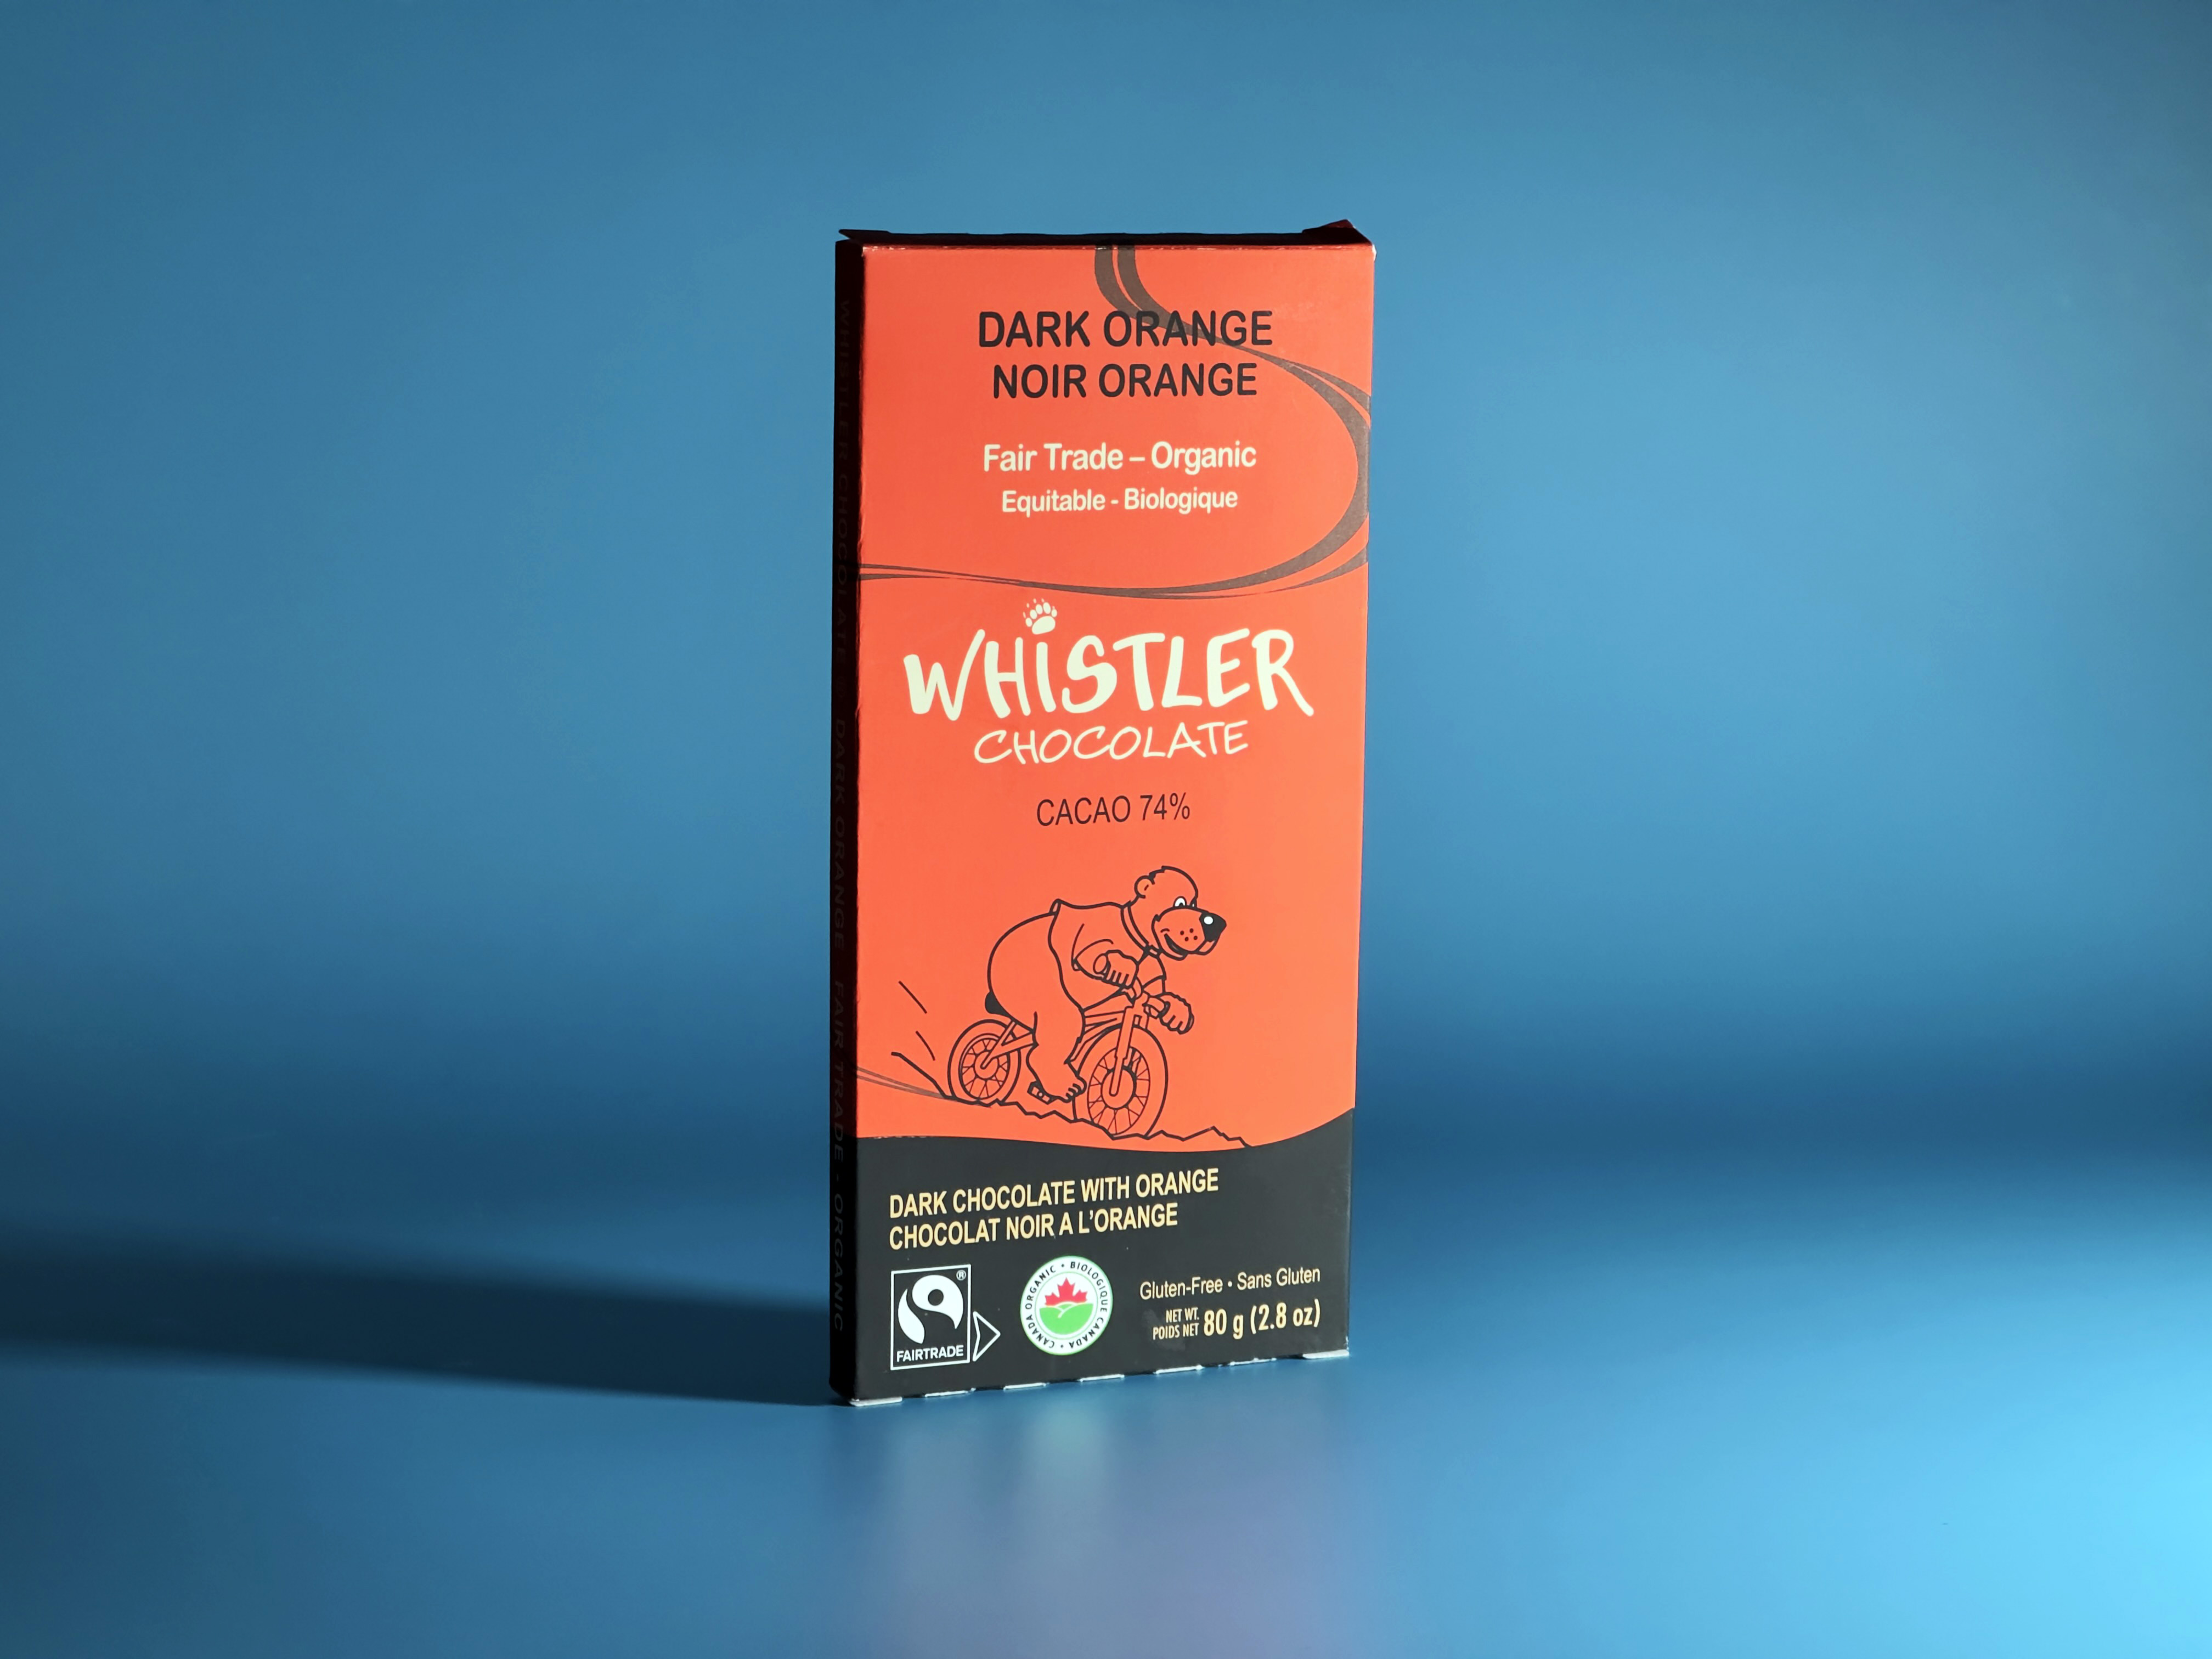 DARK ORANGE
NOIR ORANGE
Fair Trade – Organic
Equitable - Biologique
WHiSTLER
CHOCOLATE
CACAO 74%
DARK CHOCOLATE WITH ORANGE
CHOCOLAT NOIR A L'ORANGE
FAIRTRADE
®
CANADA ORGANIC • BIOLOGIQUE CANADA •
Gluten-Free • Sans Gluten
NET WT.
POIDS NET 80 g (2.8 oz)
WHISTLER CHOCOLATE DARK ORANGE FAIR TRADE - ORGANIC